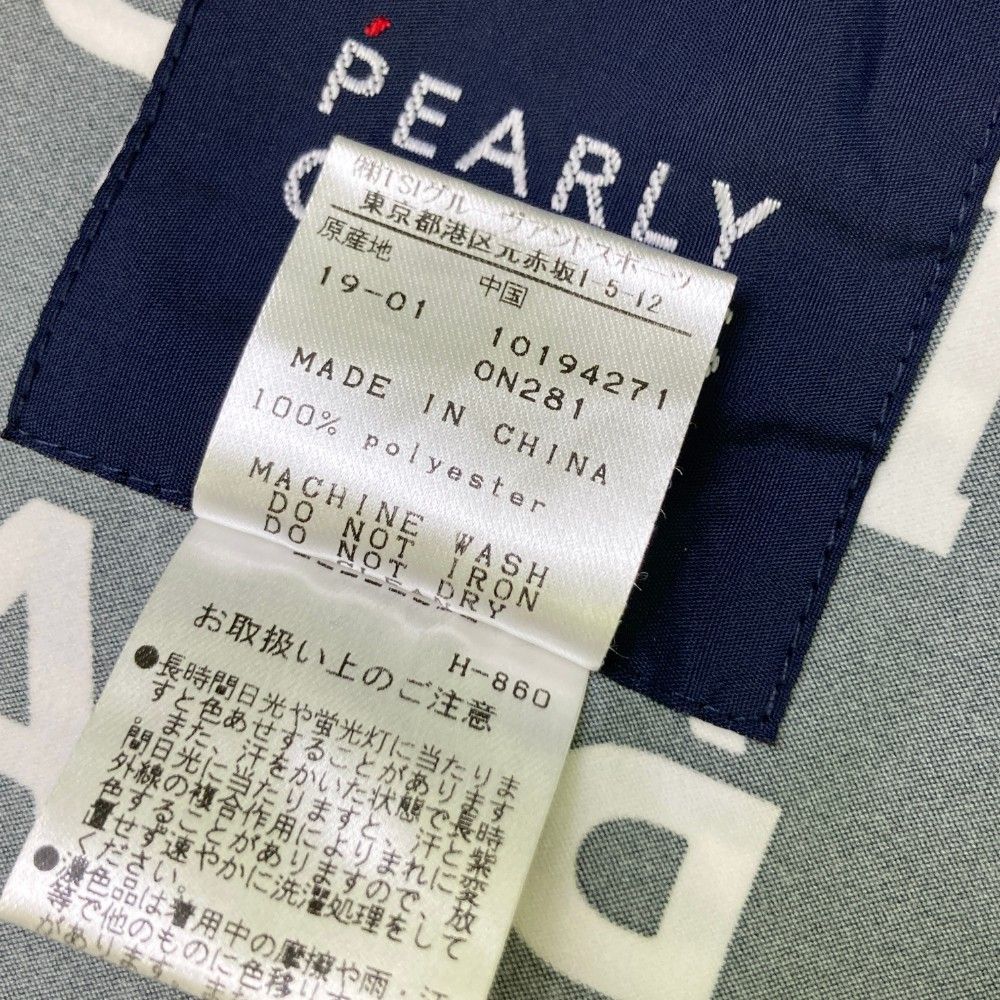 PEARLY
㈱TSIグルーヴアンドスポーツ
東京都港区元赤坂1-5-12
原産地 中国
19-01 10194271
0N281
MADE IN CHINA
100% polyester
MACHINE WASH
DO NOT IRON
DO NOT DRY
H-860
お取扱い上のご注意
●長時間日光や蛍光灯に当たりま
すと色あせすることがあります
また、汗をかいた状態で長時
間日光に当たりますと、汗と紫
外線の複合作用によりまれに変
色することがありますので、放
置せず速やかに洗濯処理をして
ください。
●濃色品は着用中の摩擦や雨・汗
等で他のものに色移
があります